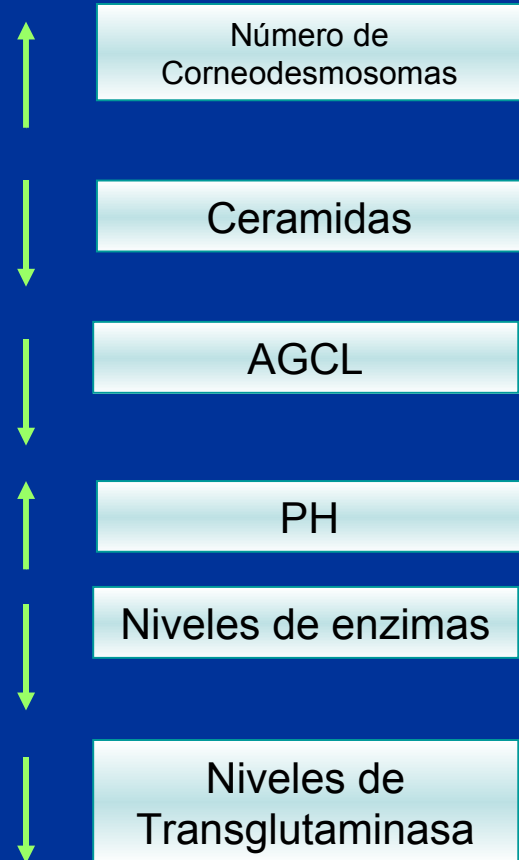 Número de
Corneodesmosomas
Ceramidas
AGCL
PH
Niveles de enzimas
Niveles de
Transglutaminasa